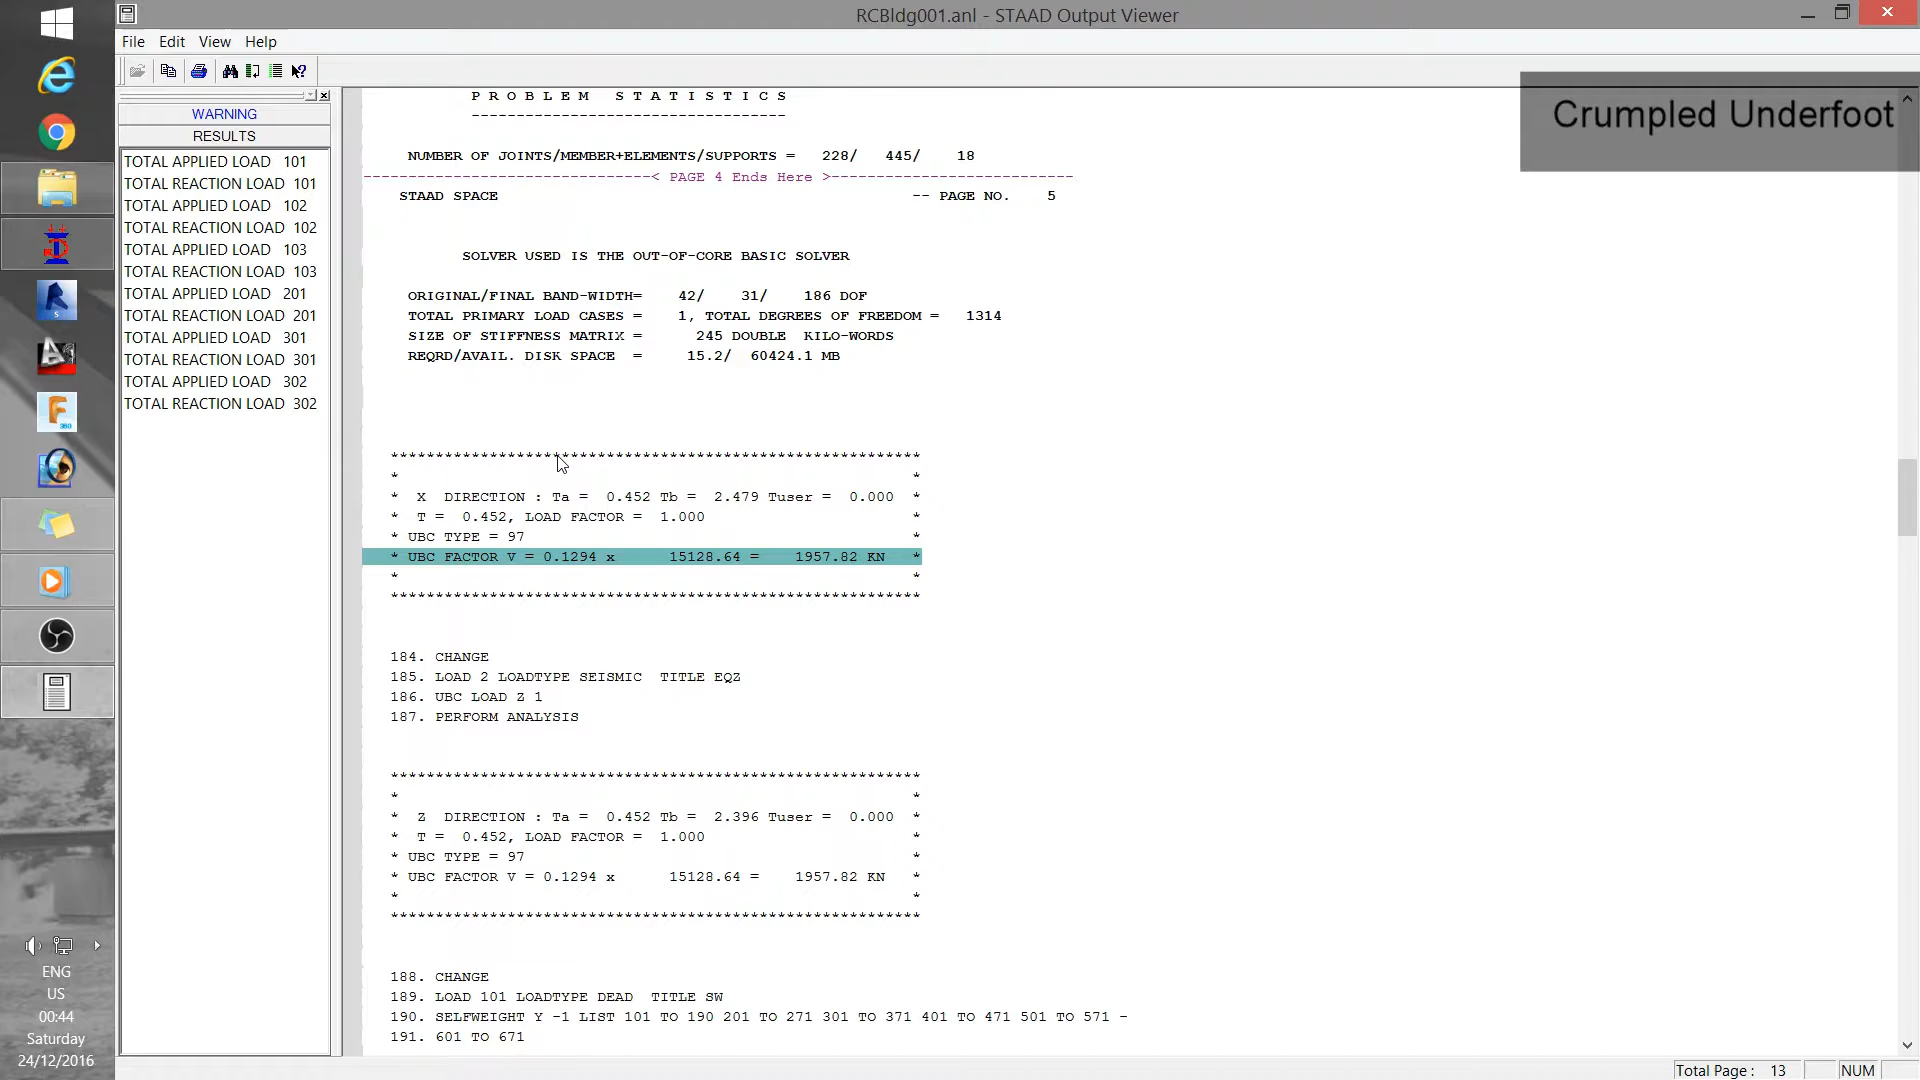 RCBldg001.anl - STAAD Output Viewer
File Edit View Help
Crumpled Underfoot
WARNING
RESULTS
TOTAL APPLIED LOAD 101
TOTAL REACTION LOAD 101
TOTAL APPLIED LOAD 102
TOTAL REACTION LOAD 102
TOTAL APPLIED LOAD 103
TOTAL REACTION LOAD 103
TOTAL APPLIED LOAD 201
TOTAL REACTION LOAD 201
TOTAL APPLIED LOAD 301
TOTAL REACTION LOAD 301
TOTAL APPLIED LOAD 302
TOTAL REACTION LOAD 302
P R O B L E M   S T A T I S T I C S
-----------------------------------
NUMBER OF JOINTS/MEMBER+ELEMENTS/SUPPORTS = 228/ 445/ 18
--------------------------------< PAGE 4 Ends Here >---------------------------
STAAD SPACE -- PAGE NO. 5
SOLVER USED IS THE OUT-OF-CORE BASIC SOLVER
ORIGINAL/FINAL BAND-WIDTH= 42/ 31/ 186 DOF
TOTAL PRIMARY LOAD CASES = 1, TOTAL DEGREES OF FREEDOM = 1314
SIZE OF STIFFNESS MATRIX = 245 DOUBLE KILO-WORDS
REQRD/AVAIL. DISK SPACE = 15.2/ 60424.1 MB
***********************************************************
* *
* X DIRECTION : Ta = 0.452 Tb = 2.479 Tuser = 0.000 *
* T = 0.452, LOAD FACTOR = 1.000 *
* UBC TYPE = 97 *
* UBC FACTOR V = 0.1294 x 15128.64 = 1957.82 KN *
* *
***********************************************************
184. CHANGE
185. LOAD 2 LOADTYPE SEISMIC TITLE EQZ
186. UBC LOAD Z 1
187. PERFORM ANALYSIS
***********************************************************
* *
* Z DIRECTION : Ta = 0.452 Tb = 2.396 Tuser = 0.000 *
* T = 0.452, LOAD FACTOR = 1.000 *
* UBC TYPE = 97 *
* UBC FACTOR V = 0.1294 x 15128.64 = 1957.82 KN *
* *
***********************************************************
188. CHANGE
189. LOAD 101 LOADTYPE DEAD TITLE SW
190. SELFWEIGHT Y -1 LIST 101 TO 190 201 TO 271 301 TO 371 401 TO 471 501 TO 571 -
191. 601 TO 671
ENG
US
00:44
Saturday
24/12/2016
Total Page : 13 NUM